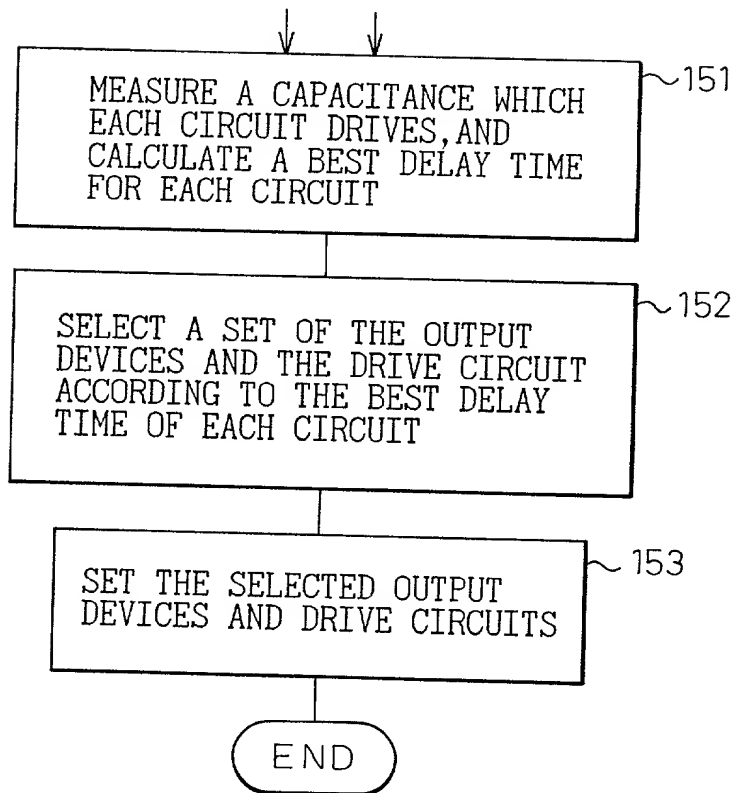 MEASURE A CAPACITANCE WHICH
EACH CIRCUIT DRIVES, AND
CALCULATE A BEST DELAY TIME
FOR EACH CIRCUIT
151
SELECT A SET OF THE OUTPUT
DEVICES AND THE DRIVE CIRCUIT
ACCORDING TO THE BEST DELAY
TIME OF EACH CIRCUIT
152
SET THE SELECTED OUTPUT
DEVICES AND DRIVE CIRCUITS
153
END